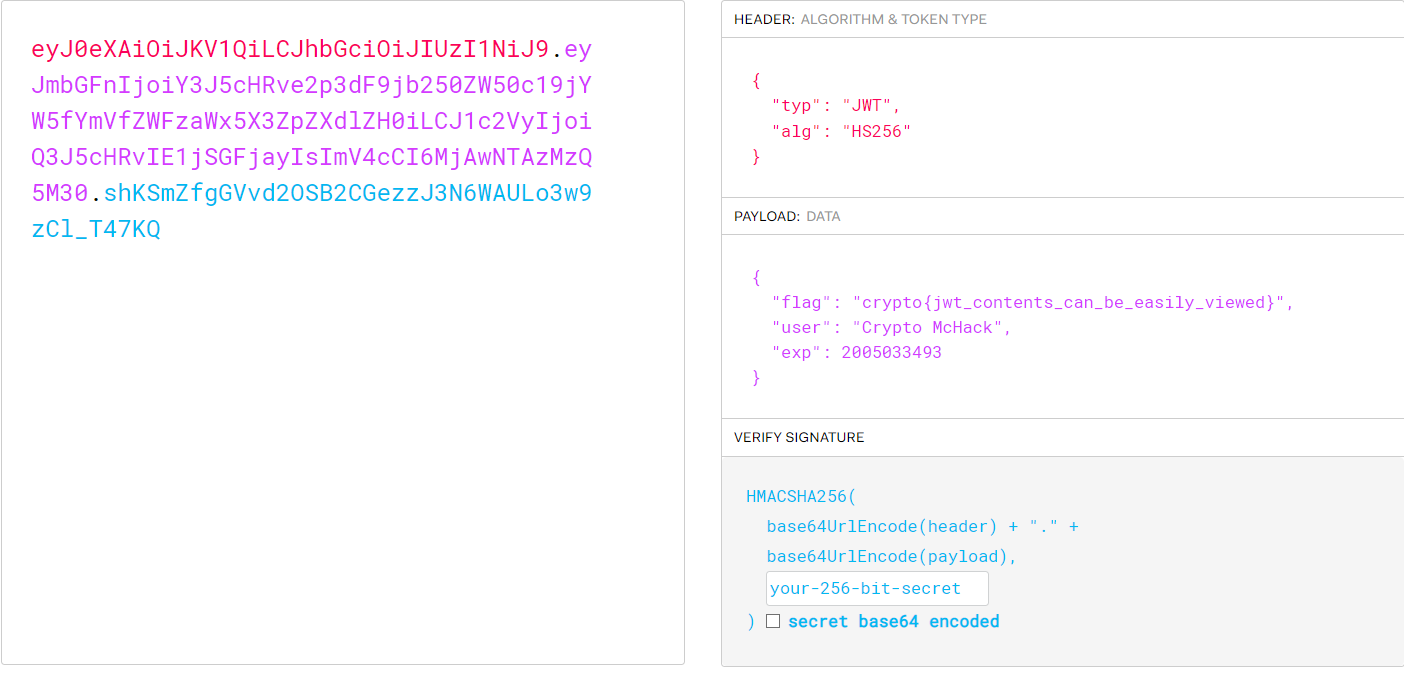 eyJ0eXAiOiJKV1QiLCJhbGciOiJIUzI1NiJ9.ey
JmbGFnIjoiY3J5cHRve2p3dF9jb250ZW50c19jY
W5fYmVfZWFzaWx5X3ZpZXdlZH0iLCJ1c2VyIjoi
Q3J5cHRvIE1jSGFjayIsImV4cCI6MjAwNTAzMzQ
5M30.shKSmZfgGVvd2OSB2CGezzJ3N6WAULo3w9
zCl_T47KQ
HEADER: ALGORITHM & TOKEN TYPE
{
"typ": "JWT",
"alg": "HS256"
}
PAYLOAD: DATA
{
"flag": "crypto{jwt_contents_can_be_easily_viewed}",
"user": "Crypto McHack",
"exp": 2005033493
}
VERIFY SIGNATURE
HMACSHA256(
base64UrlEncode(header) + "." +
base64UrlEncode(payload),
your-256-bit-secret
) secret base64 encoded